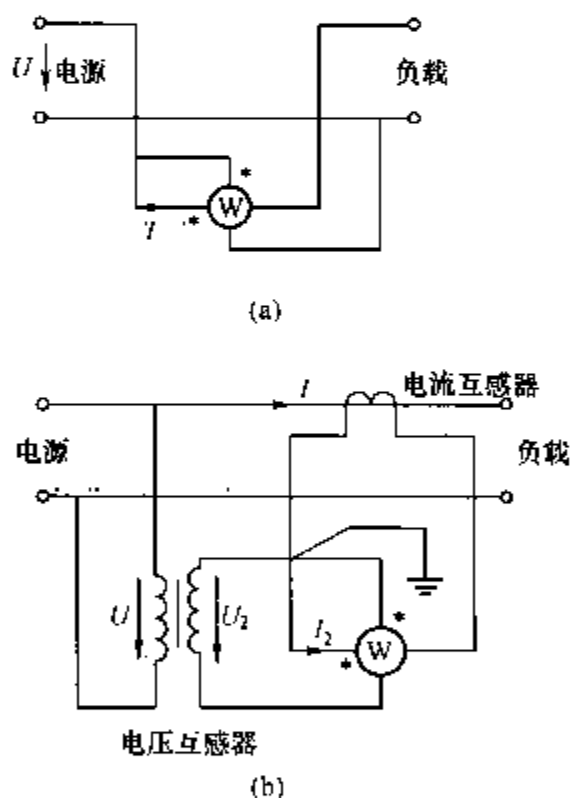 U 电源 负载
*
W
I *
(a)
I 电流互感器
电源 负载
U U₂ I₂ * W
*
电压互感器
(b)